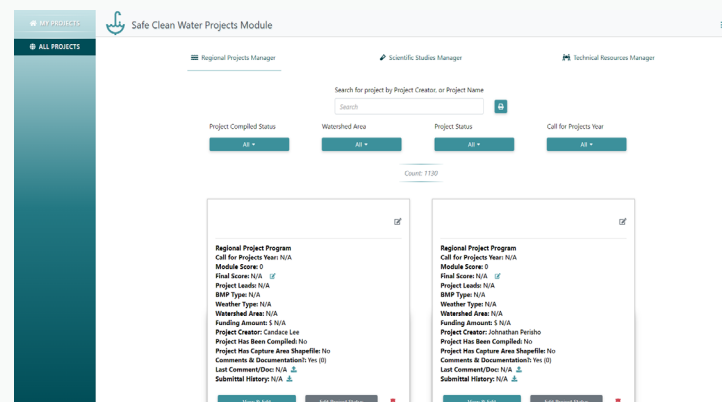 MY PROJECTS
ALL PROJECTS
Safe Clean Water Projects Module
Regional Projects Manager
Scientific Studies Manager
Technical Resources Manager
Search for project by Project Creator, or Project Name
Search
Project Compiled Status
Watershed Area
Project Status
Call for Projects Year
All
All
All
All
Count: 1130
Regional Project Program
Call for Projects Year: N/A
Module Score: 0
Final Score: N/A
Project Leads: N/A
BMP Type: N/A
Weather Type: N/A
Watershed Area: N/A
Funding Amount: $ N/A
Project Creator: Candace Lee
Project Has Been Compiled: No
Project Has Capture Area Shapefile: No
Comments & Documentation?: Yes (0)
Last Comment/Doc: N/A
Submittal History: N/A
Regional Project Program
Call for Projects Year: N/A
Module Score: 0
Final Score: N/A
Project Leads: N/A
BMP Type: N/A
Weather Type: N/A
Watershed Area: N/A
Funding Amount: $ N/A
Project Creator: Johnathan Perisho
Project Has Been Compiled: No
Project Has Capture Area Shapefile: No
Comments & Documentation?: Yes (0)
Last Comment/Doc: N/A
Submittal History: N/A